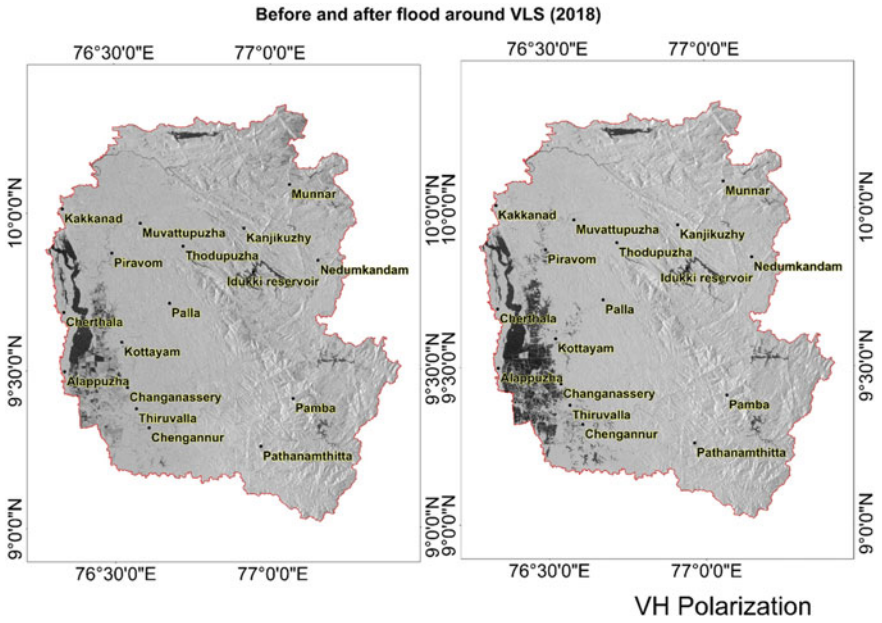 Before and after flood around VLS (2018)
76°30'0"E 77°0'0"E
10°0'0"N
9°30'0"N
9°0'0"N
Munnar
Kakkanad
Muvattupuzha
Kanjikuzhy
Thodupuzha
Piravom
Nedumkandam
Idukki reservoir
Palla
Cherthala
Kottayam
Alappuzha
Changanassery
Pamba
Thiruvalla
Chengannur
Pathanamthitta
10°0'0"N
9°30'0"N
9°0'0"N
76°30'0"E 77°0'0"E
76°30'0"E 77°0'0"E
10°0'0"N
9°30'0"N
9°0'0"N
Munnar
Kakkanad
Muvattupuzha
Kanjikuzhy
Thodupuzha
Piravom
Nedumkandam
Idukki reservoir
Palla
Cherthala
Kottayam
Alappuzha
Changanassery
Pamba
Thiruvalla
Chengannur
Pathanamthitta
10°0'0"N
9°30'0"N
9°0'0"N
76°30'0"E 77°0'0"E
VH Polarization